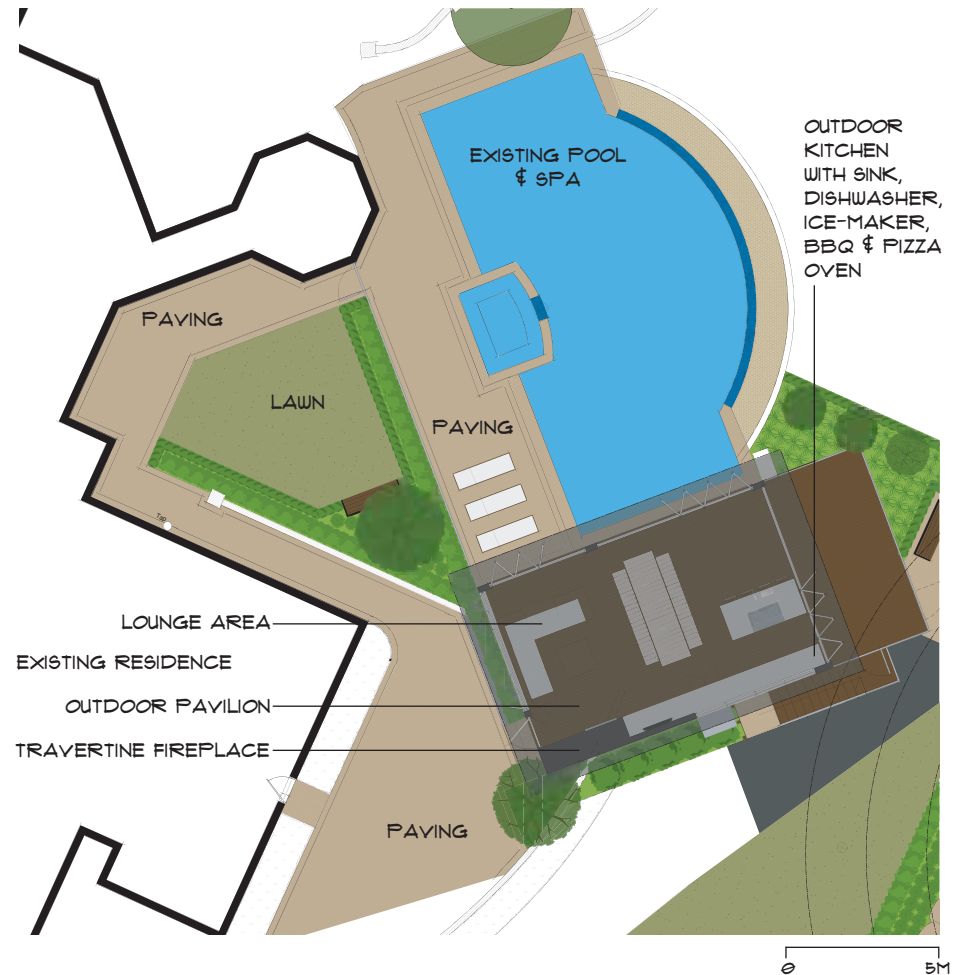 EXISTING POOL
& SPA
OUTDOOR
KITCHEN
WITH SINK,
DISHWASHER,
ICE-MAKER,
BBQ & PIZZA
OVEN
PAVING
LAWN
PAVING
Tap
LOUNGE AREA
EXISTING RESIDENCE
OUTDOOR PAVILION
TRAVERTINE FIREPLACE
PAVING
0 5M